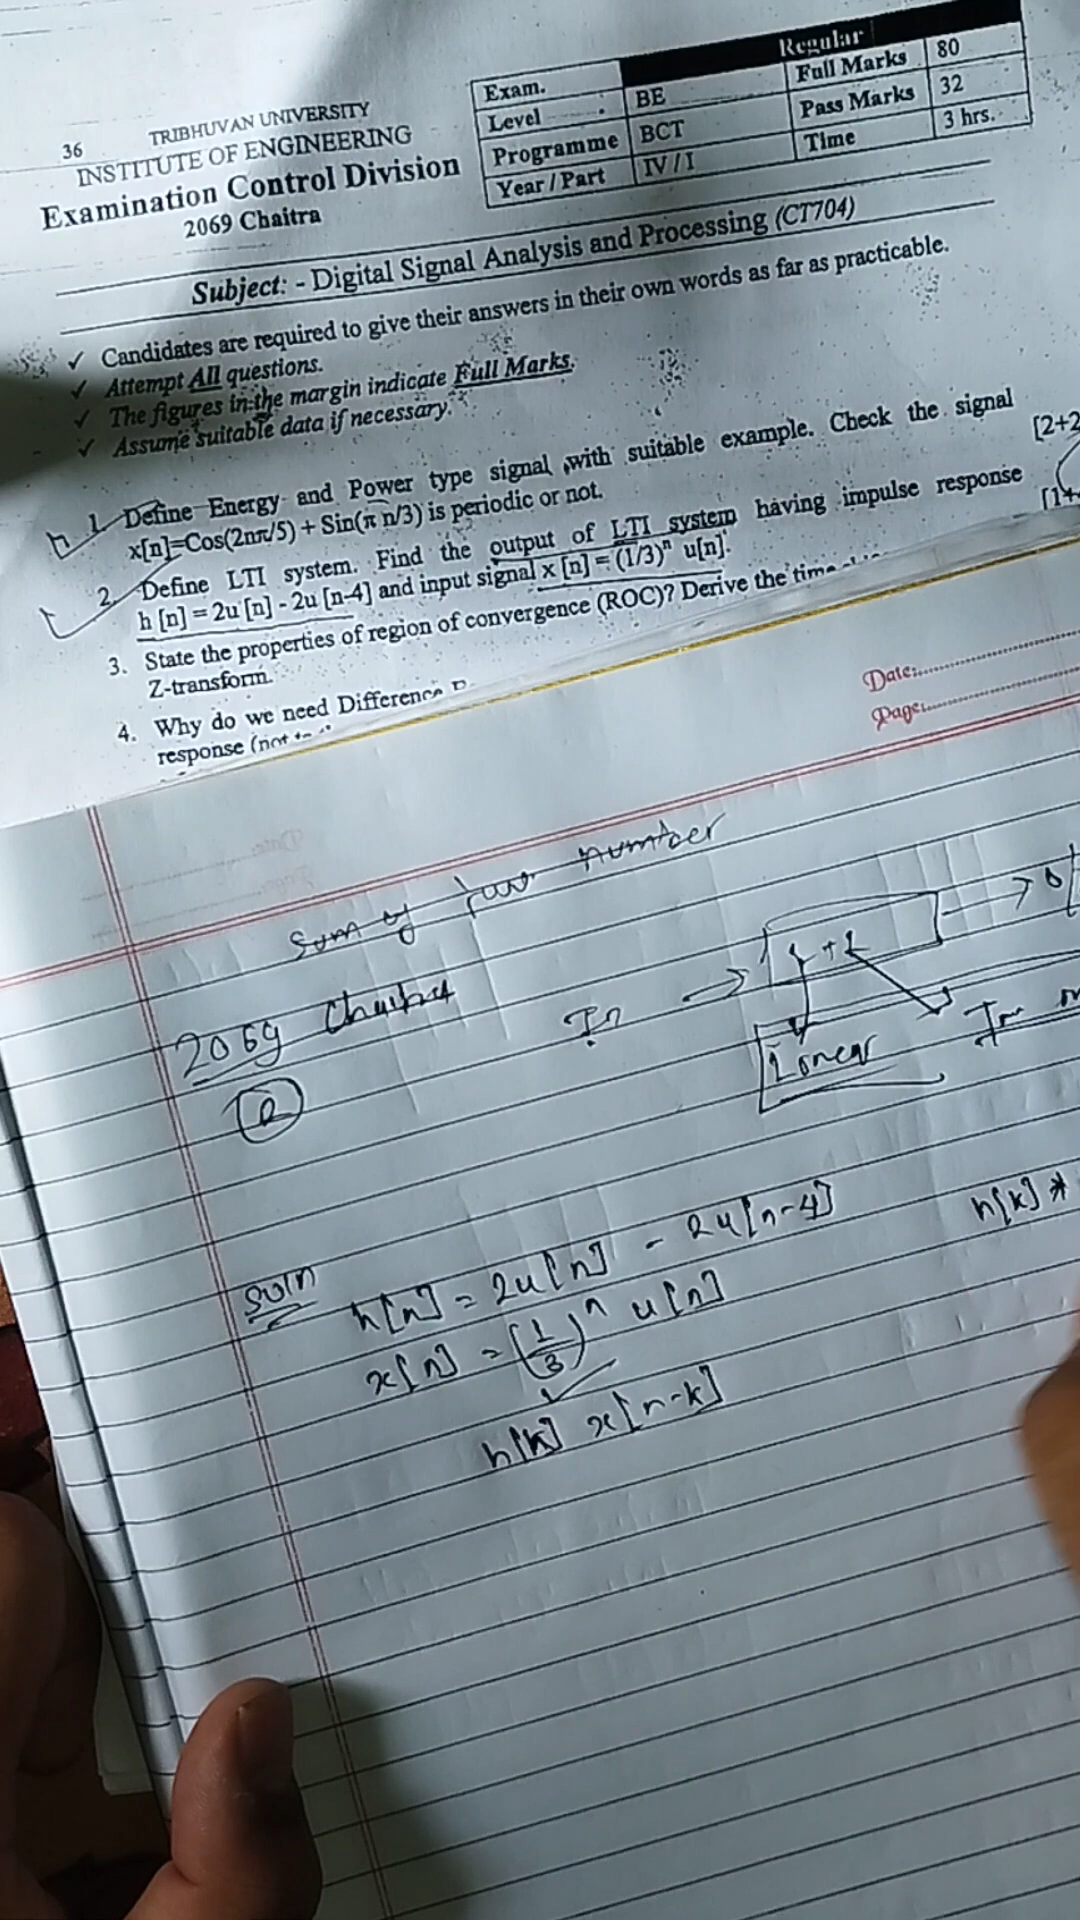 36
TRIBHUVAN UNIVERSITY
INSTITUTE OF ENGINEERING
Examination Control Division
2069 Chaitra
Exam. Regular
Level BE Full Marks 80
Programme BCT Pass Marks 32
Year / Part IV / I Time 3 hrs.
Subject: - Digital Signal Analysis and Processing (CT704)
✓ Candidates are required to give their answers in their own words as far as practicable.
✓ Attempt All questions.
✓ The figures in the margin indicate Full Marks.
✓ Assume suitable data if necessary.
1. Define Energy and Power type signal with suitable example. Check the signal [2+2
x[n]=Cos(2nπ/5) + Sin(π n/3) is periodic or not.
2. Define LTI system. Find the output of LTI system having impulse response [1+
h [n] = 2u [n] - 2u [n-4] and input signal x [n] = (1/3)ⁿ u[n].
3. State the properties of region of convergence (ROC)? Derive the time
Z-transform.
4. Why do we need Difference
response (not
Date:
Page:
Sum of two number
2069 Chaitra
In → → O/
Linear
soln
h[n] = 2u[n] - 2u[n-4] h[k] *
x[n] = (1/3)ⁿ u[n]
h[k] x[n-k]